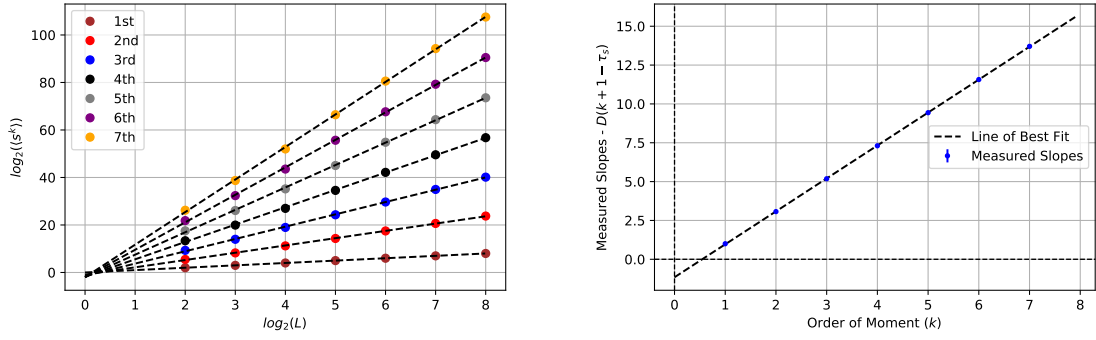 1st
2nd
3rd
4th
5th
6th
7th
100
80
60
40
20
0
0 1 2 3 4 5 6 7 8
log₂(⟨sᵏ⟩)
log₂(L)
15.0
12.5
10.0
7.5
5.0
2.5
0.0
0 1 2 3 4 5 6 7 8
Measured Slopes - D(k + 1 − τₛ)
Order of Moment (k)
Line of Best Fit
Measured Slopes